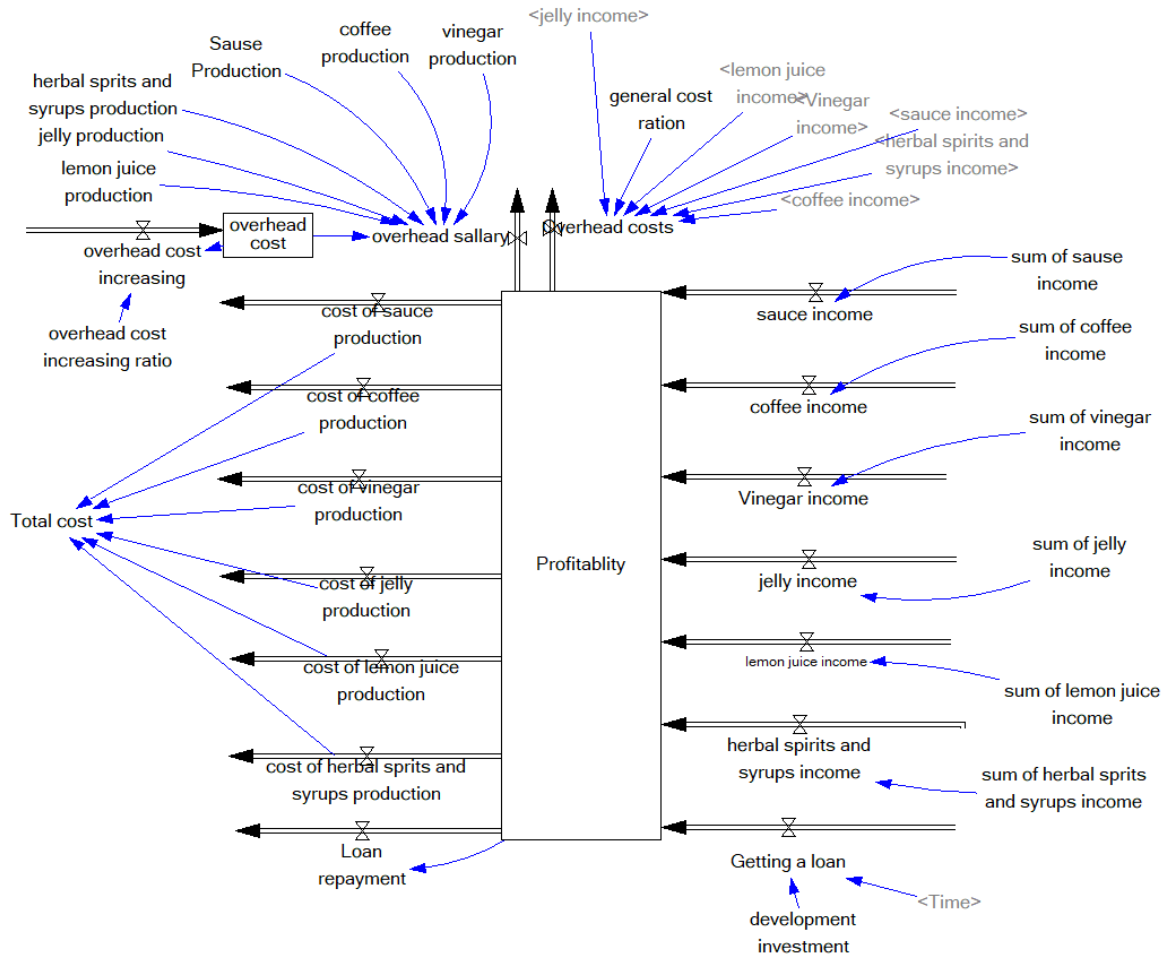 <jelly income>
coffee
production
vinegar
production
Sause
Production
herbal sprits and
syrups production
jelly production
lemon juice
production
general cost
ration
<lemon juice
income>
<Vinegar
income>
<sauce income>
<herbal spirits and
syrups income>
<coffee income>
overhead
cost
overhead sallary
overhead costs
overhead cost
increasing
overhead cost
increasing ratio
cost of sauce
production
cost of coffee
production
cost of vinegar
production
Total cost
cost of jelly
production
cost of lemon juice
production
cost of herbal sprits and
syrups production
Loan
repayment
Profitablity
sauce income
sum of sause
income
coffee income
sum of coffee
income
Vinegar income
sum of vinegar
income
jelly income
sum of jelly
income
lemon juice income
sum of lemon juice
income
herbal spirits and
syrups income
sum of herbal sprits
and syrups income
Getting a loan
<Time>
development
investment